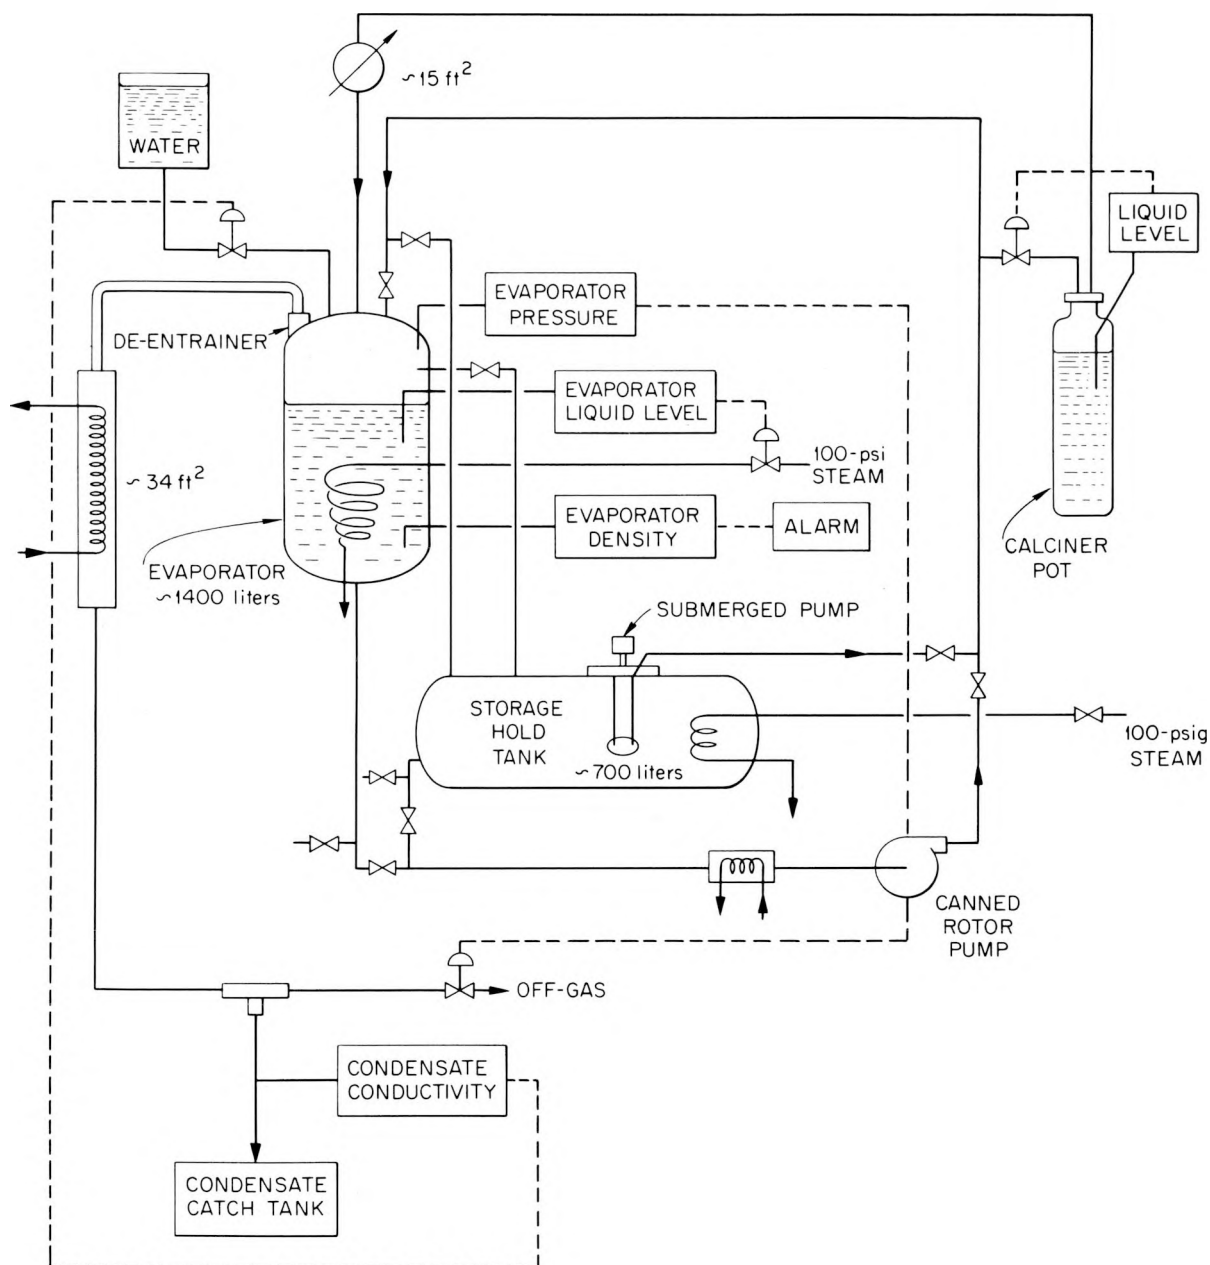 ~15 ft²
WATER
LIQUID
LEVEL
EVAPORATOR
PRESSURE
DE-ENTRAINER
EVAPORATOR
LIQUID LEVEL
100-psi
STEAM
~34 ft²
EVAPORATOR
DENSITY
ALARM
CALCINER
POT
EVAPORATOR
~1400 liters
SUBMERGED PUMP
STORAGE
HOLD
TANK
~700 liters
100-psig
STEAM
CANNED
ROTOR
PUMP
OFF-GAS
CONDENSATE
CONDUCTIVITY
CONDENSATE
CATCH TANK